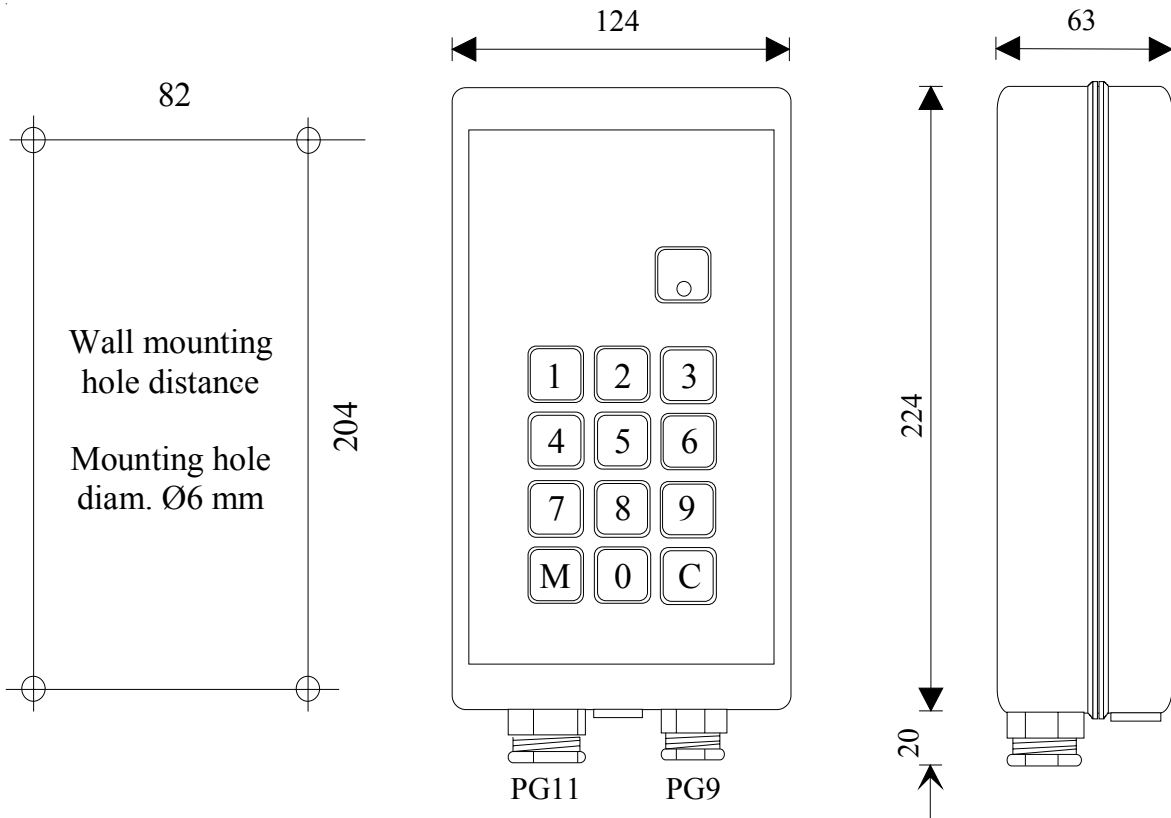 82
Wall mounting
hole distance
Mounting hole
diam. Ø6 mm
204
124
1 2 3
4 5 6
7 8 9
M 0 C
PG11 PG9
63
224
20